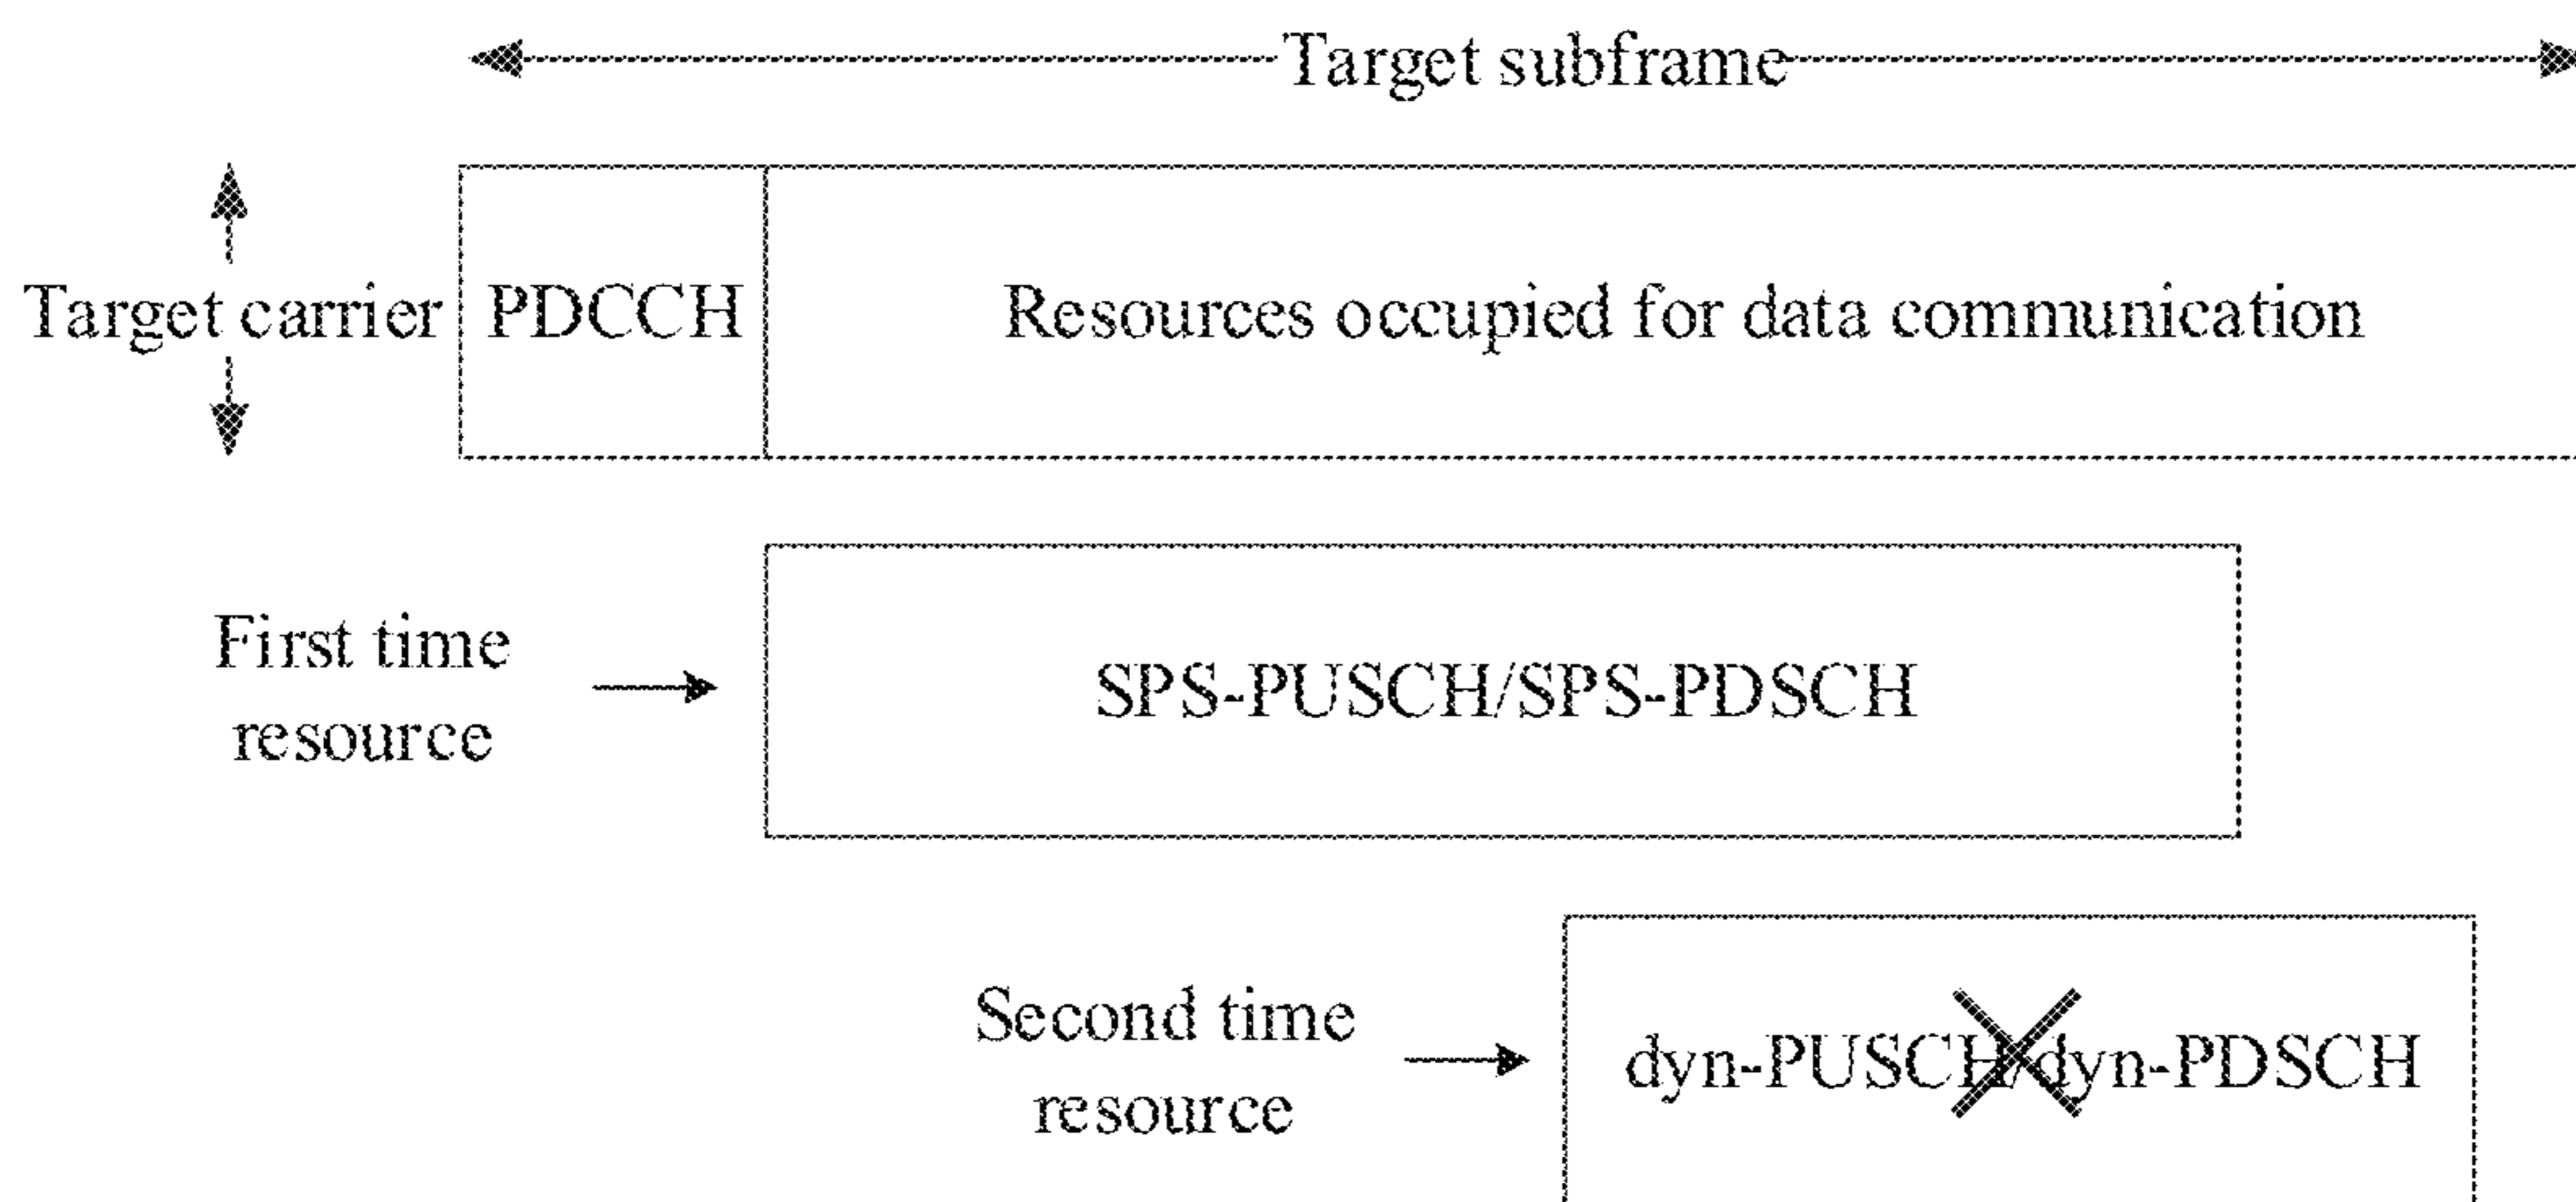 Target subframe
Target carrier
PDCCH
Resources occupied for data communication
First time
resource
SPS-PUSCH/SPS-PDSCH
Second time
resource
dyn-PUSCH/dyn-PDSCH